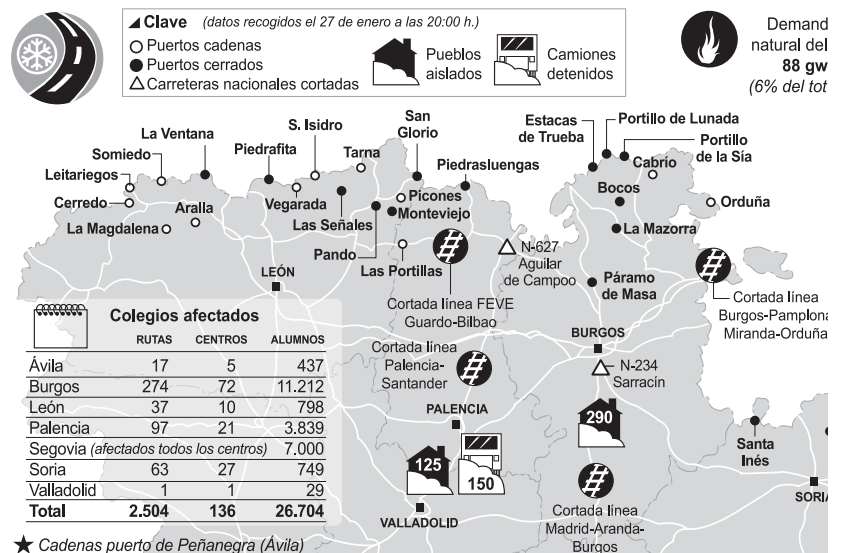 Clave (datos recogidos el 27 de enero a las 20:00 h.)
Puertos cadenas
Puertos cerrados
Carreteras nacionales cortadas
Pueblos
aislados
Camiones
detenidos
Demand
natural del
88 gw
(6% del tot
La Ventana
Somiedo
Leitariegos
Cerredo
La Magdalena
Aralla
Piedrafita
S. Isidro
Vegarada
Las Señales
Pando
Tarna
San
Glorio
Picones
Monteviejo
Las Portillas
Piedrasluengas
Estacas
de Trueba
Portillo de Lunada
Portillo
de la Sía
Cabrío
Bocos
Orduña
La Mazorra
Páramo
de Masa
N-627
Aguilar
de Campoo
LEÓN
Cortada línea FEVE
Guardo-Bilbao
Cortada línea
Burgos-Pamplona
Miranda-Orduña
Cortada línea
Palencia-
Santander
BURGOS
N-234
Sarracín
PALENCIA
290
125
150
Santa
Inés
SORIA
VALLADOLID
Cortada línea
Madrid-Aranda-
Burgos
Colegios afectados
RUTAS CENTROS ALUMNOS
Ávila 17 5 437
Burgos 274 72 11.212
León 37 10 798
Palencia 97 21 3.839
Segovia (afectados todos los centros) 7.000
Soria 63 27 749
Valladolid 1 1 29
Total 2.504 136 26.704
Cadenas puerto de Peñanegra (Ávila)